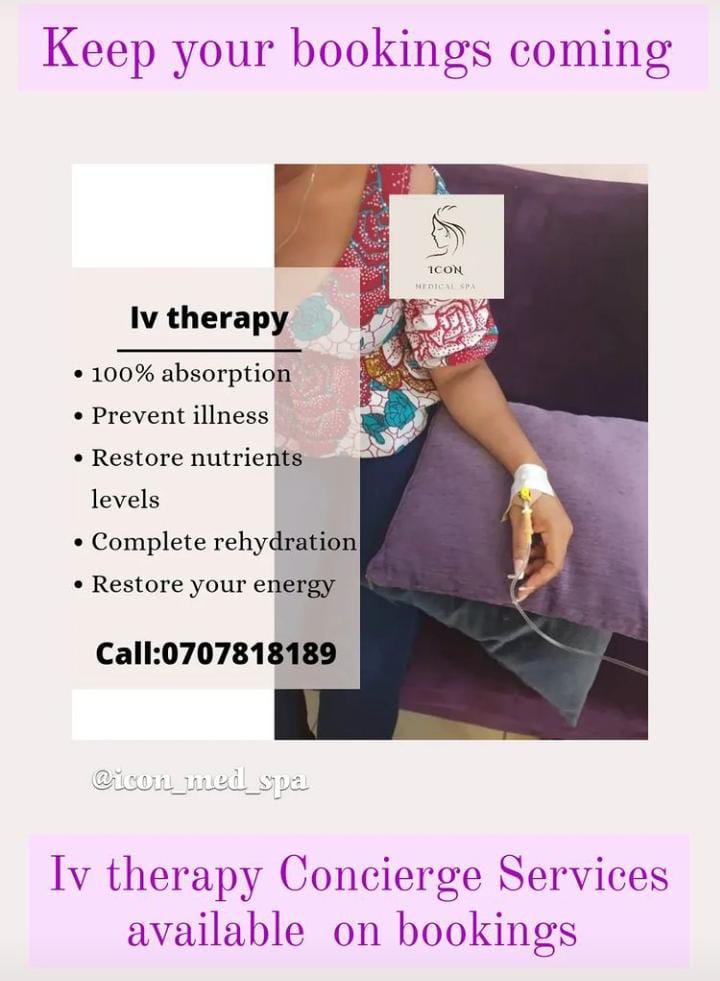 Keep your bookings coming
ICON
MEDICAL SPA
Iv therapy
• 100% absorption
• Prevent illness
• Restore nutrients
levels
• Complete rehydration
• Restore your energy
Call:0707818189
@icon_med_spa
Iv therapy Concierge Services
available on bookings